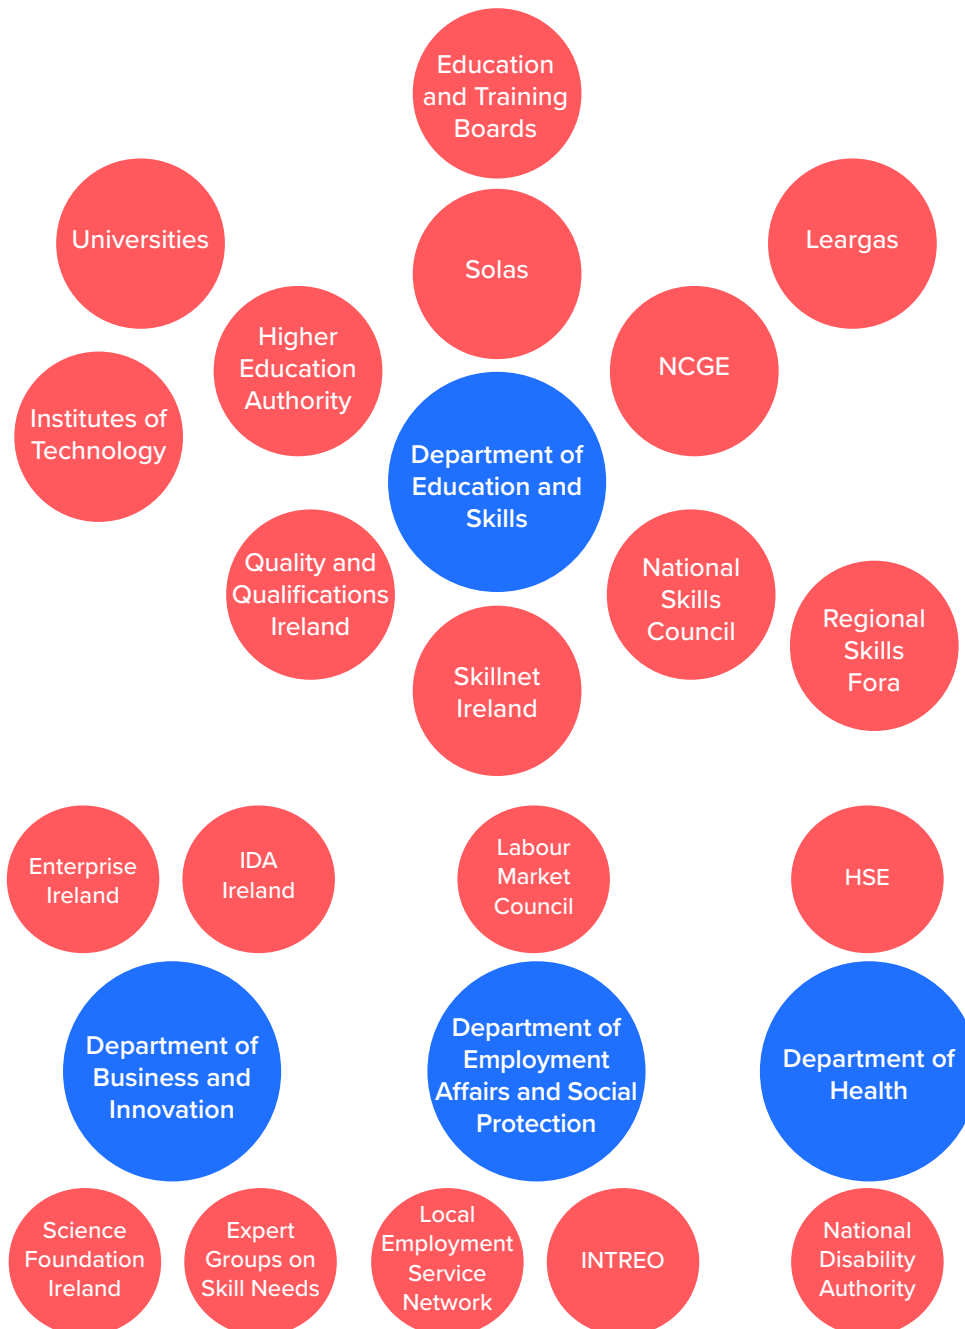 Education
and Training
Boards
Universities
Solas
Leargas
Higher
Education
Authority
NCGE
Institutes of
Technology
Department of
Education and
Skills
Quality and
Qualifications
Ireland
National
Skills
Council
Regional
Skills
Fora
Skillnet
Ireland
Enterprise
Ireland
IDA
Ireland
Labour
Market
Council
HSE
Department of
Business and
Innovation
Department of
Employment
Affairs and Social
Protection
Department of
Health
Science
Foundation
Ireland
Expert
Groups on
Skill Needs
Local
Employment
Service
Network
INTREO
National
Disability
Authority